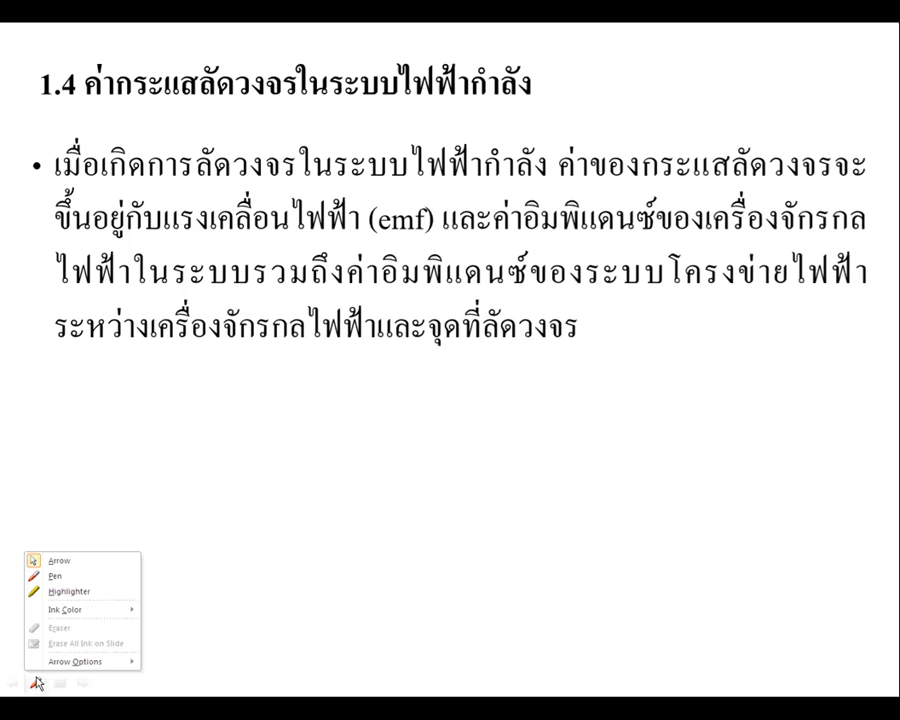 1.4 ค่ากระแสลัดวงจรในระบบไฟฟ้ากำลัง
• เมื่อเกิดการลัดวงจรในระบบไฟฟ้ากำลัง ค่าของกระแสลัดวงจรจะ
ขึ้นอยู่กับแรงเคลื่อนไฟฟ้า (emf) และค่าอิมพิแดนซ์ของเครื่องจักรกล
ไฟฟ้าในระบบรวมถึงค่าอิมพิแดนซ์ของระบบโครงข่ายไฟฟ้า
ระหว่างเครื่องจักรกลไฟฟ้าและจุดที่ลัดวงจร
Arrow
Pen
Highlighter
Ink Color
Eraser
Erase All Ink on Slide
Arrow Options